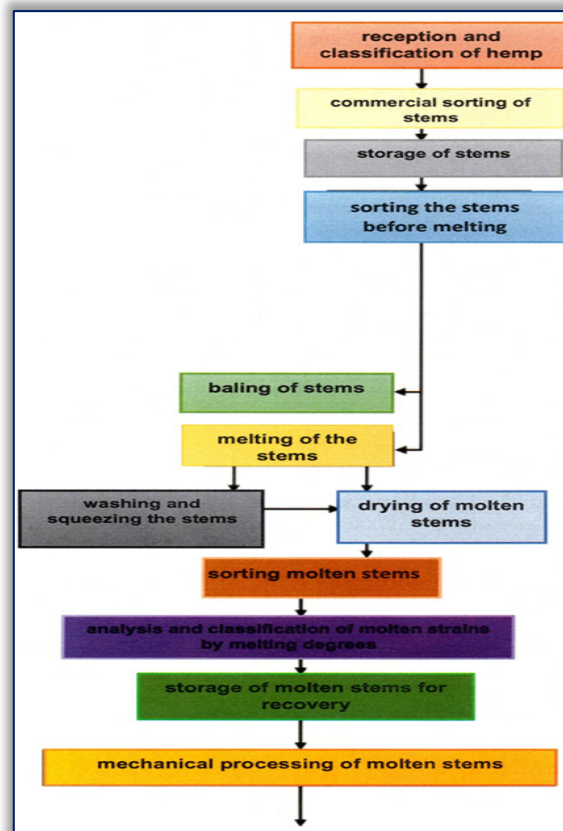 reception and
classification of hemp
commercial sorting of
stems
storage of stems
sorting the stems
before melting
baling of stems
melting of the
stems
washing and
squeezing the stems
drying of molten
stems
sorting molten stems
analysis and classification of molten strains
by melting degrees
storage of molten stems for
recovery
mechanical processing of molten stems